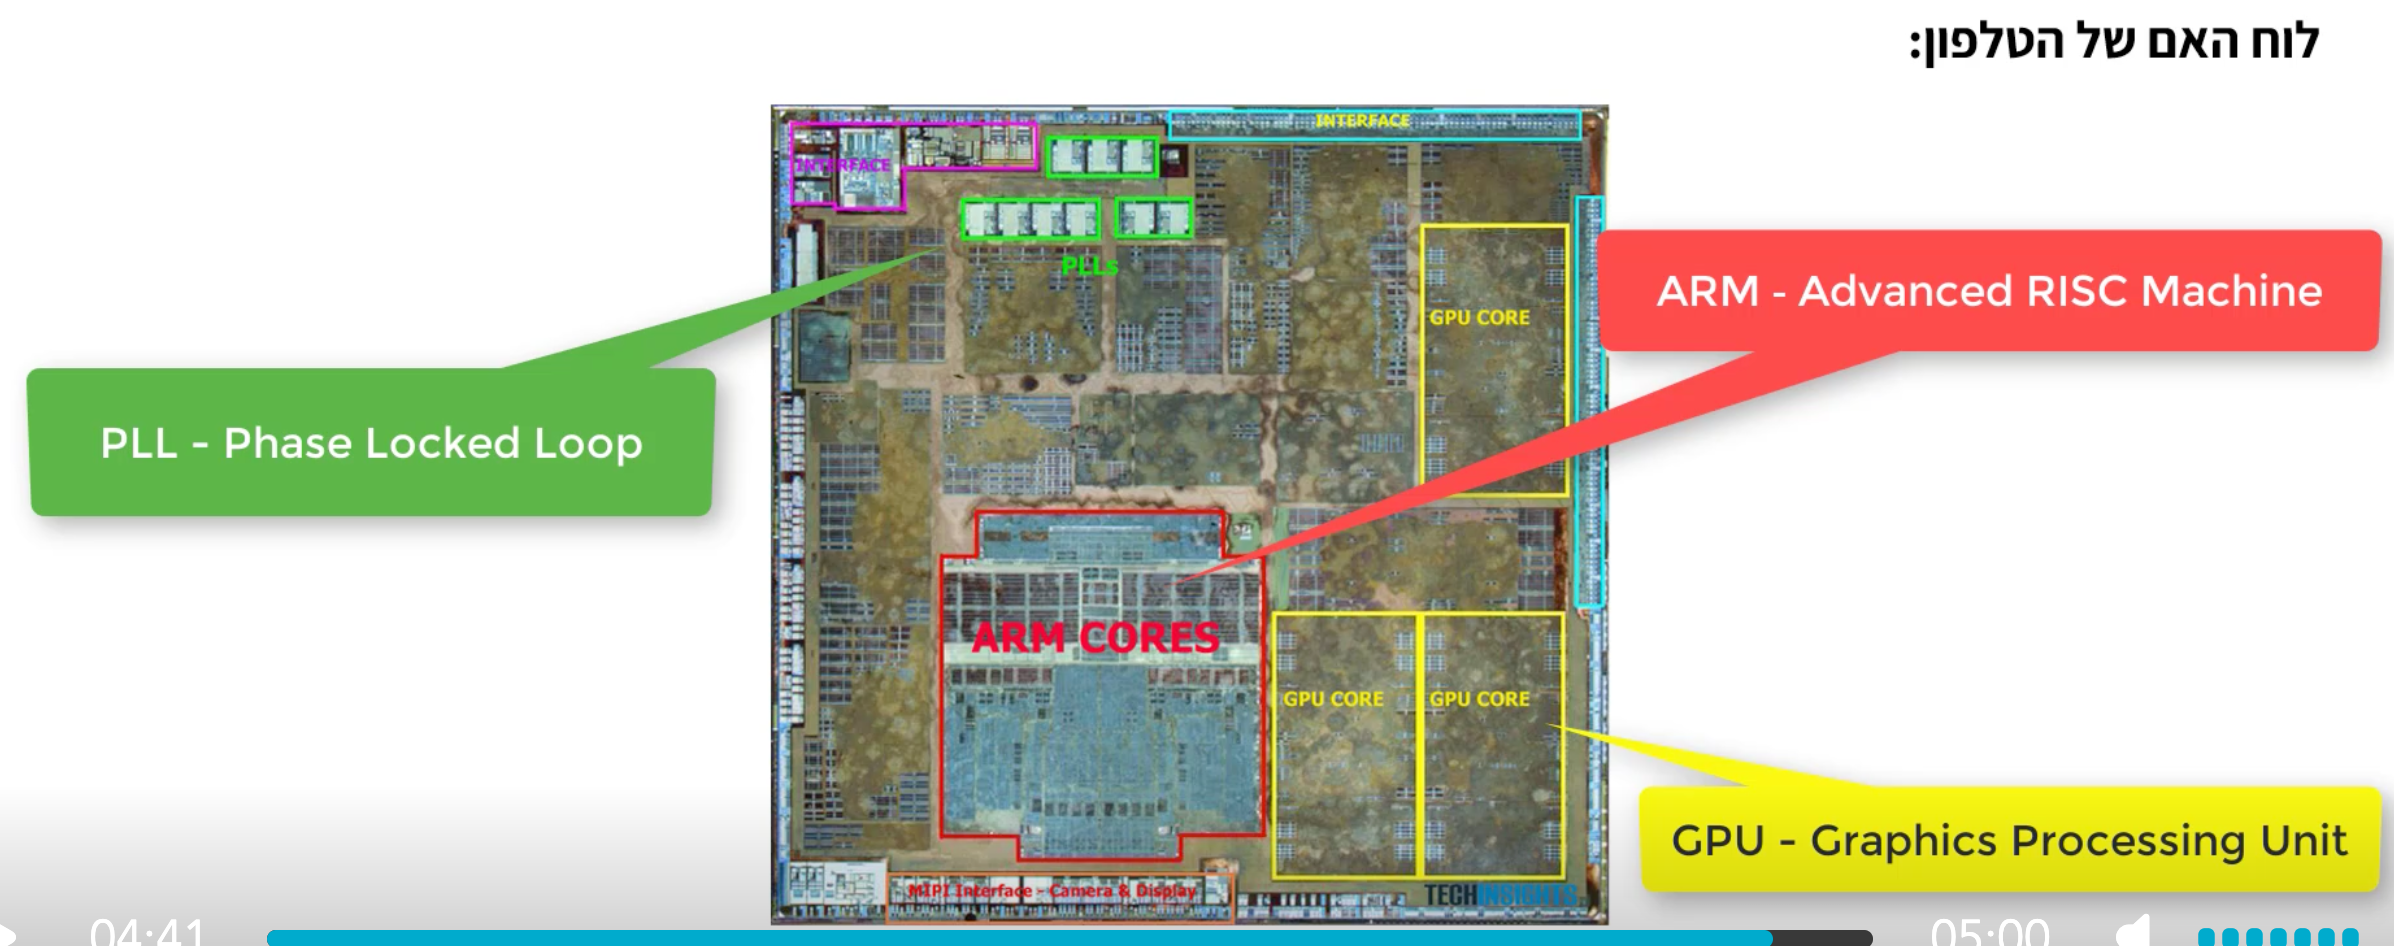 לוח האם של הטלפון:
INTERFACE
INTERFACE
PLLs
GPU CORE
ARM - Advanced RISC Machine
PLL - Phase Locked Loop
ARM CORES
GPU CORE
GPU CORE
GPU - Graphics Processing Unit
MIPI Interface - Camera & Display
TECHINSIGHTS
04:41
05:00